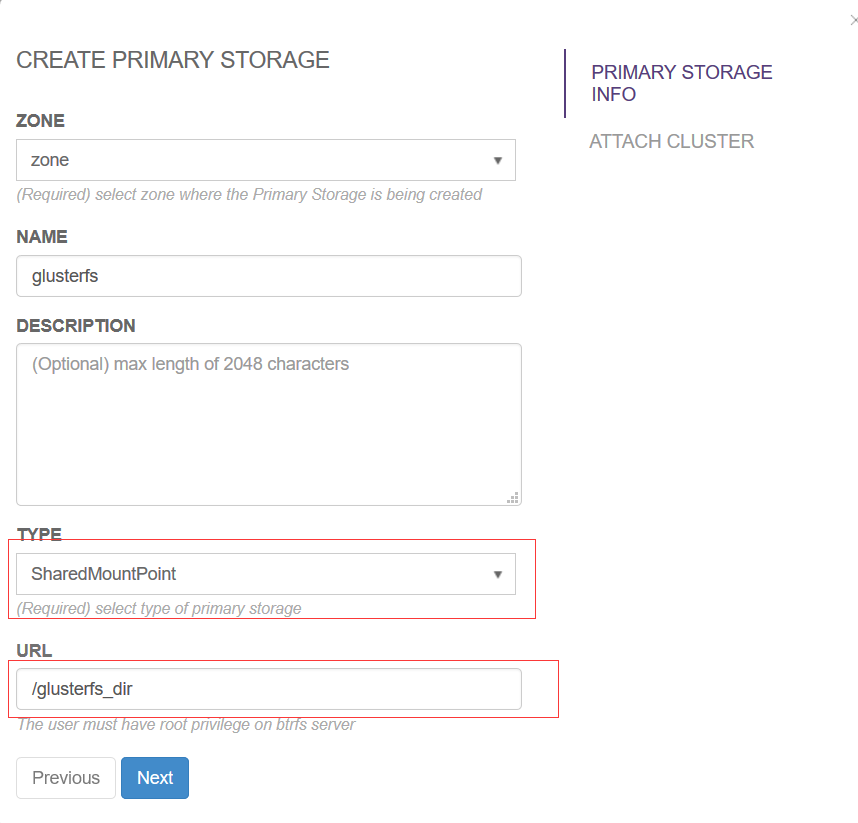 CREATE PRIMARY STORAGE
ZONE
zone
(Required) select zone where the Primary Storage is being created
NAME
glusterfs
DESCRIPTION
(Optional) max length of 2048 characters
TYPE
SharedMountPoint
(Required) select type of primary storage
URL
/glusterfs_dir
The user must have root privilege on btrfs server
Previous
Next
PRIMARY STORAGE
INFO
ATTACH CLUSTER